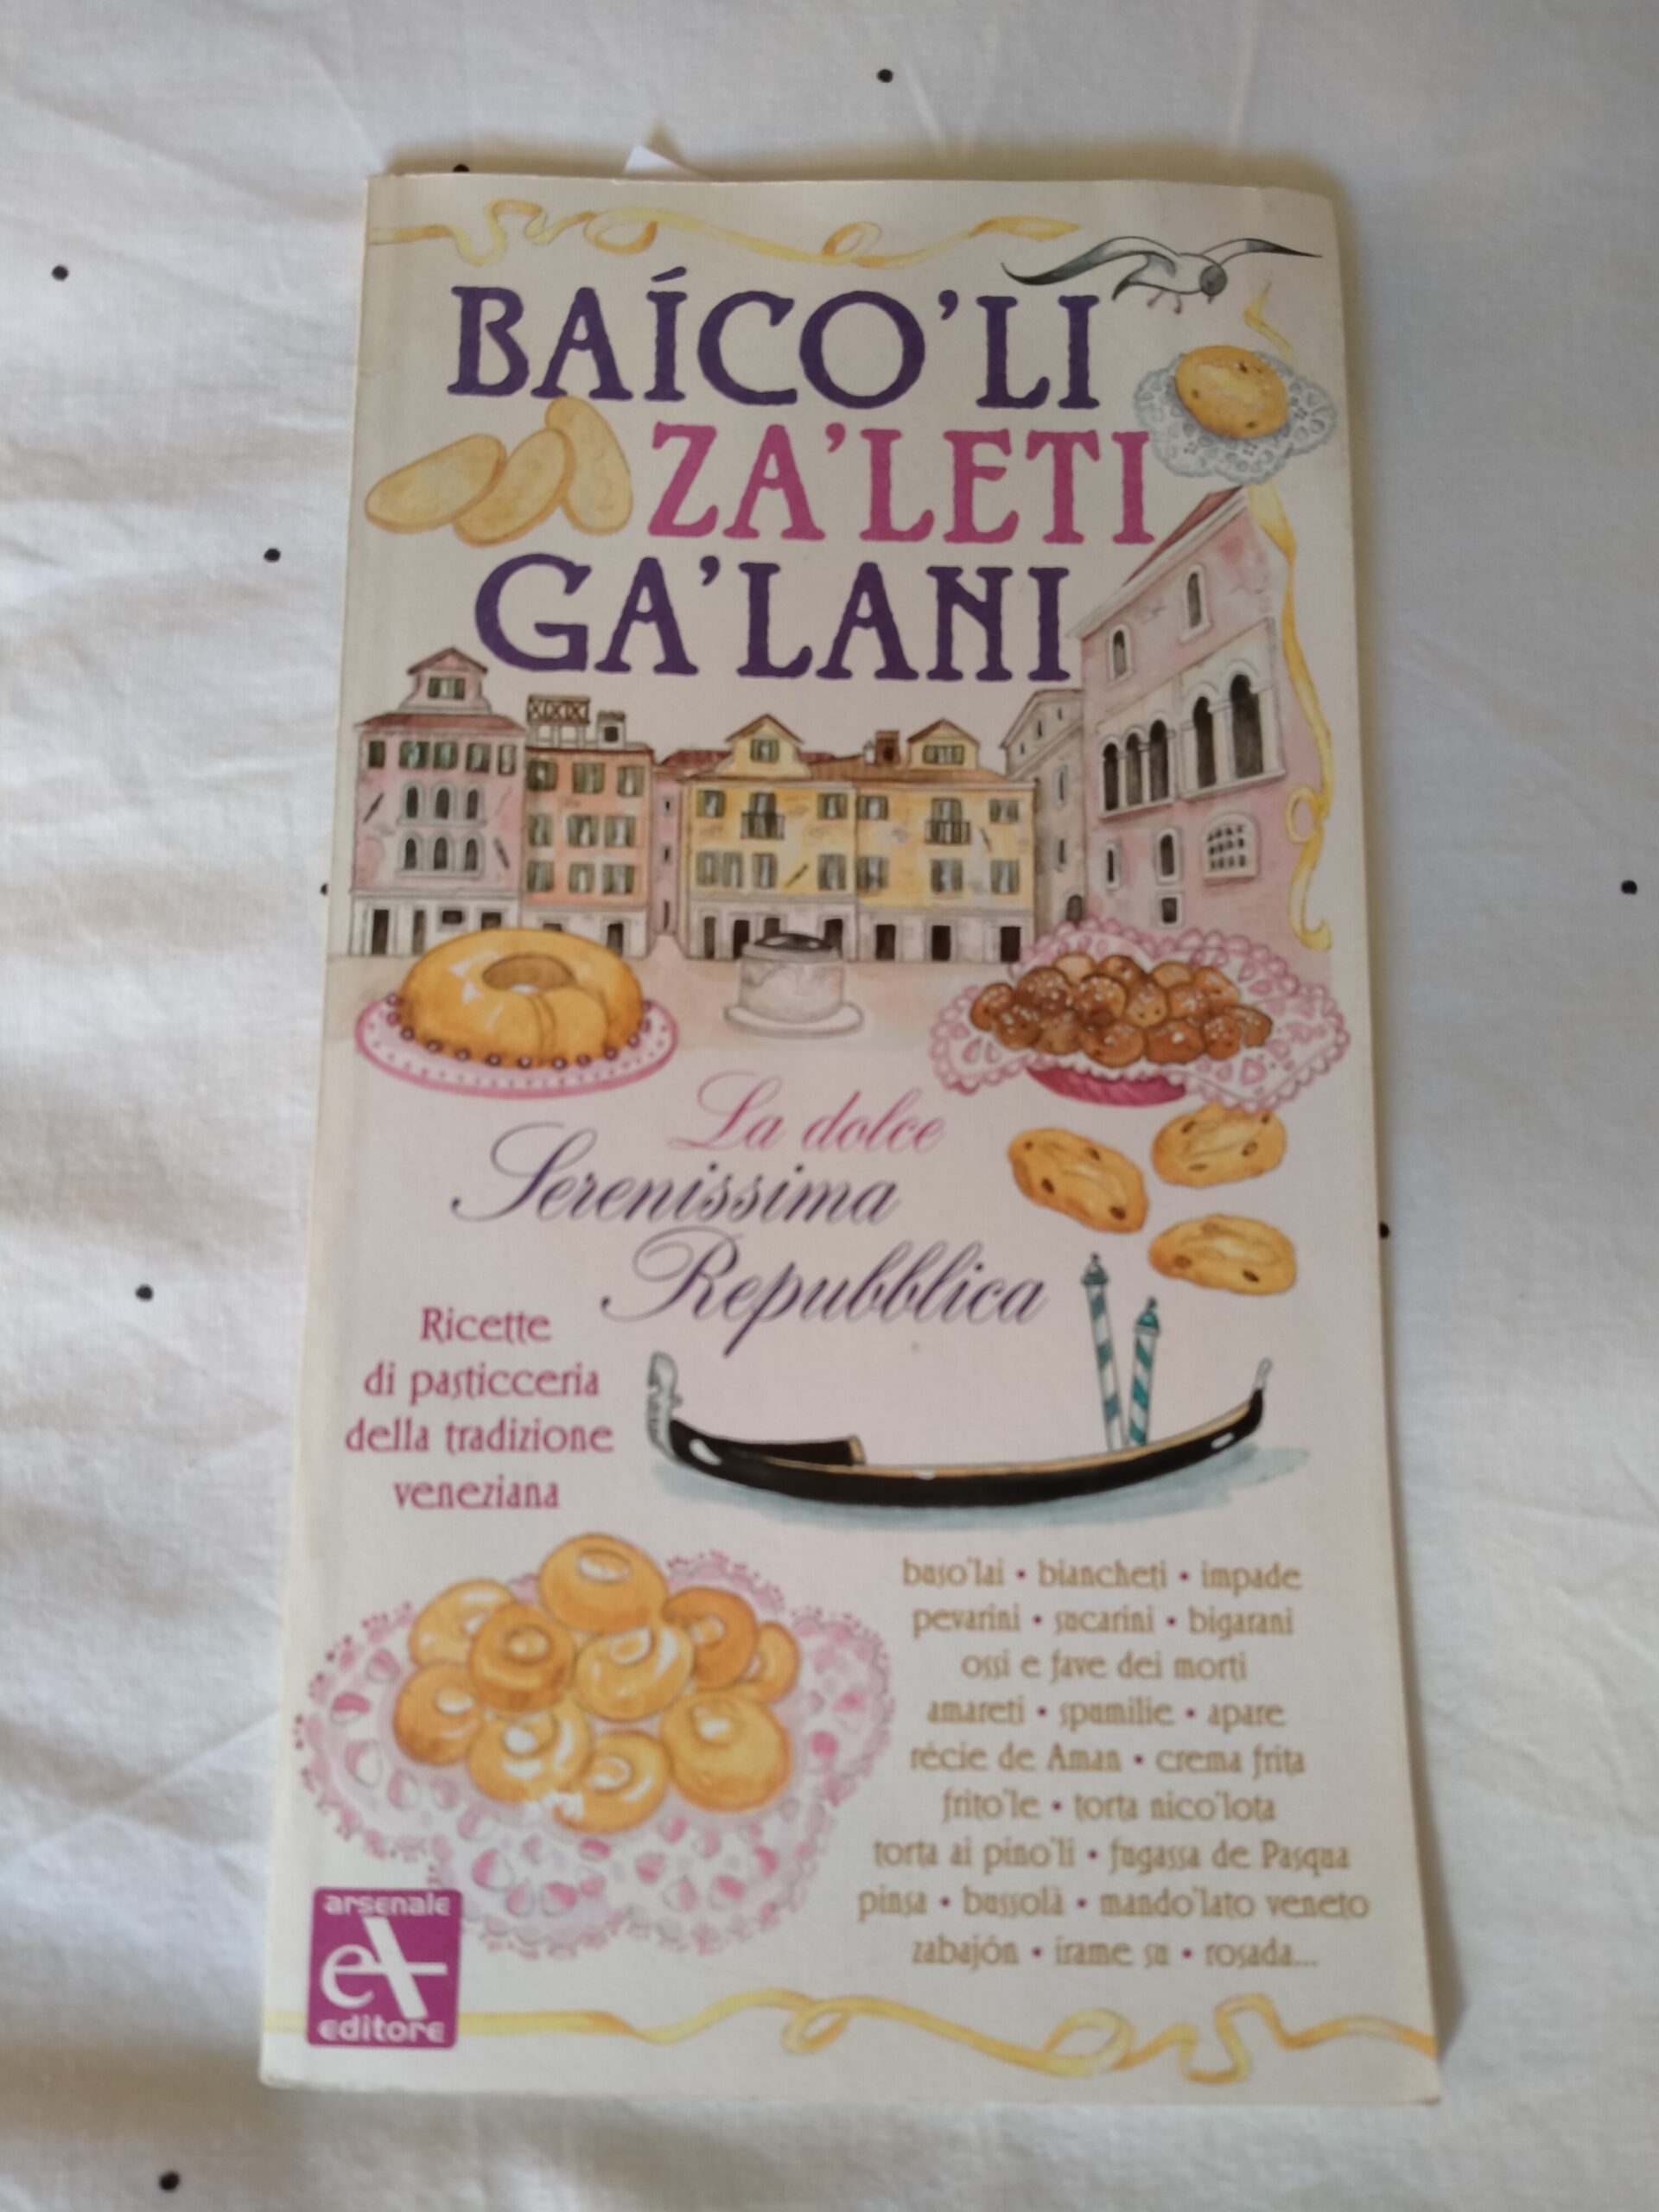 BAÍCO'LI
ZA'LETI
GA'LANI
La dolce
Serenissima
Repubblica
Ricette
di pasticceria
della tradizione
veneziana
buso'lai • biancheti • impade
pevarini • sucarini • bigarani
ossi e fave dei morti
amareti • spumilie • apare
récie de Aman • crema frita
frito'le • torta nico'lota
torta ai pino'li • fugassa de Pasqua
pinsa • bussolà • mando'lato veneto
zabajón • írame su • rosada...
arsenale
editore